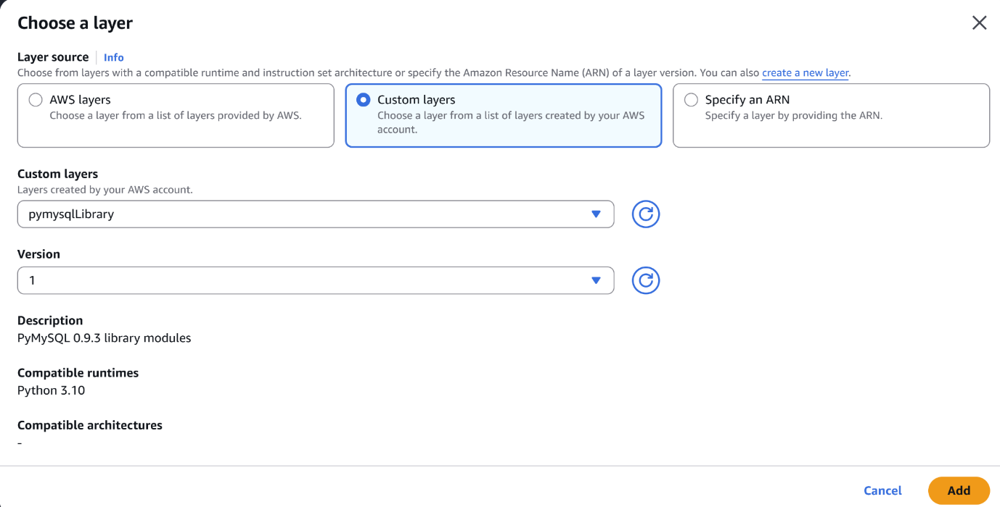 Choose a layer
Layer source Info
Choose from layers with a compatible runtime and instruction set architecture or specify the Amazon Resource Name (ARN) of a layer version. You can also create a new layer.
AWS layers
Choose a layer from a list of layers provided by AWS.
Custom layers
Choose a layer from a list of layers created by your AWS
account.
Specify an ARN
Specify a layer by providing the ARN.
Custom layers
Layers created by your AWS account.
pymysqlLibrary
Version
1
Description
PyMySQL 0.9.3 library modules
Compatible runtimes
Python 3.10
Compatible architectures
-
Cancel Add